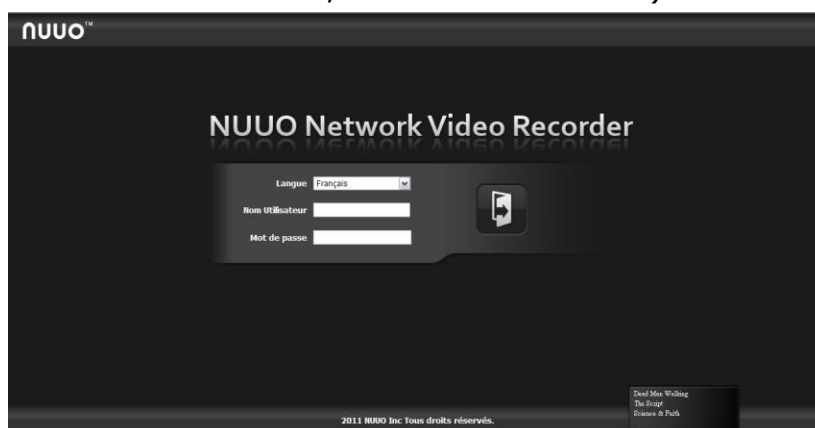 nuuo™
NUUO Network Video Recorder
Langue Français
Nom Utilisateur
Mot de passe
Dead Man Walking
The Script
Science & Faith
2011 NUUO Inc Tous droits réservés.